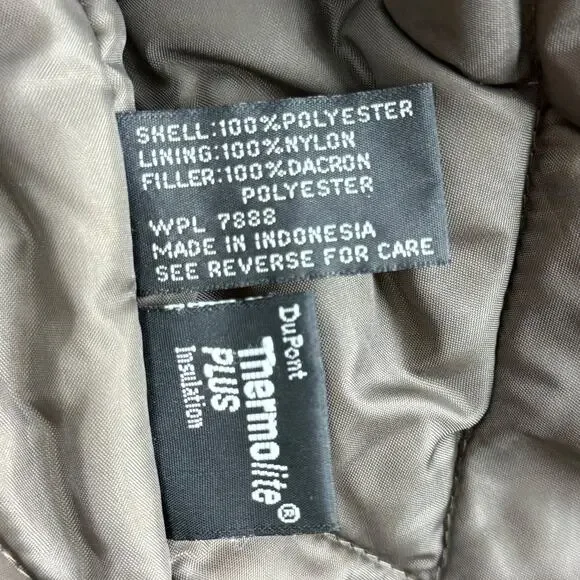 SHELL:100%POLYESTER
LINING:100%NYLON
FILLER:100%DACRON
POLYESTER
WPL 7888
MADE IN INDONESIA
SEE REVERSE FOR CARE
DuPont
Thermolite®
PLUS
Insulation